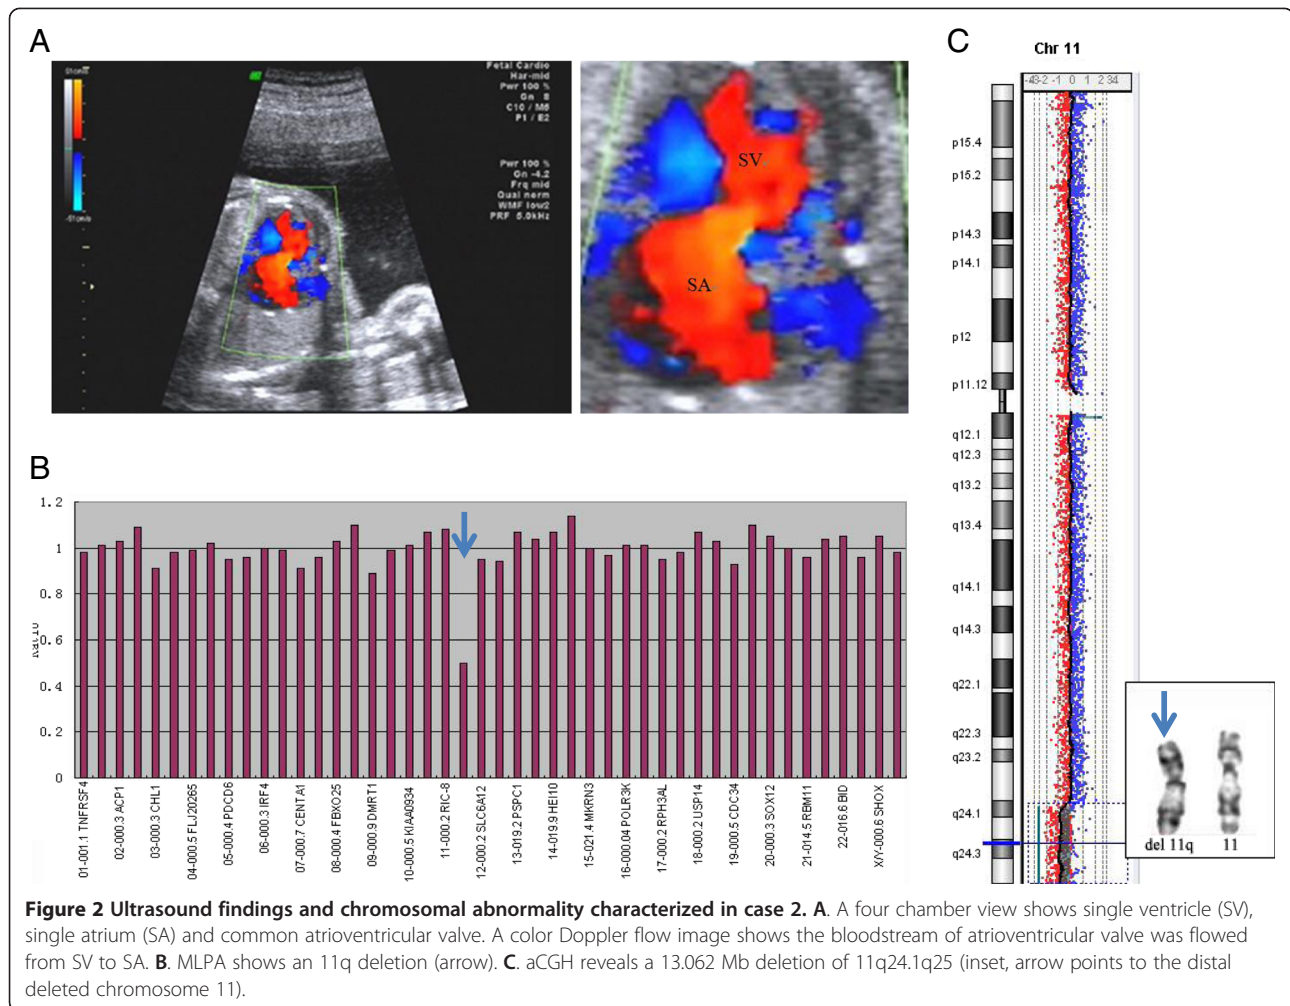 A
Fetal Cardio
Har-mid
Pwr 100 %
Gn 8
C10 / M5
P1 / E2
Pwr 100 %
Gn -4.2
Frq mid
Qual norm
WMF low2
PRF 5.0kHz
SV
SA
B
1.2
1
0.8
0.6
0.4
0.2
0
Ratio
01-001.1 TNFRSF4
02-000.3 ACP1
03-000.3 CHL1
04-000.5 FLJ20265
05-000.4 PDCD6
06-000.3 IRF4
07-000.7 CENTA1
08-000.4 FBXO25
09-000.9 DMRT1
10-000.5 KIAA0934
11-000.2 RIC-8
12-000.2 SLC6A12
13-019.2 PSPC1
14-019.9 HEI10
15-021.4 MKRN3
16-000.04 POLR3K
17-000.2 RPH3AL
18-000.2 USP14
19-000.5 CDC34
20-000.3 SOX12
21-014.5 RBM11
22-016.6 BID
X/Y-000.6 SHOX
C
Chr 11
-4-3-2 -1 0 1 2 34
p15.4
p15.2
p14.3
p14.1
p12
p11.12
q12.1
q12.3
q13.2
q13.4
q14.1
q14.3
q22.1
q22.3
q23.2
q24.1
q24.3
del 11q 11
Figure 2 Ultrasound findings and chromosomal abnormality characterized in case 2. A. A four chamber view shows single ventricle (SV),
single atrium (SA) and common atrioventricular valve. A color Doppler flow image shows the bloodstream of atrioventricular valve was flowed
from SV to SA. B. MLPA shows an 11q deletion (arrow). C. aCGH reveals a 13.062 Mb deletion of 11q24.1q25 (inset, arrow points to the distal
deleted chromosome 11).